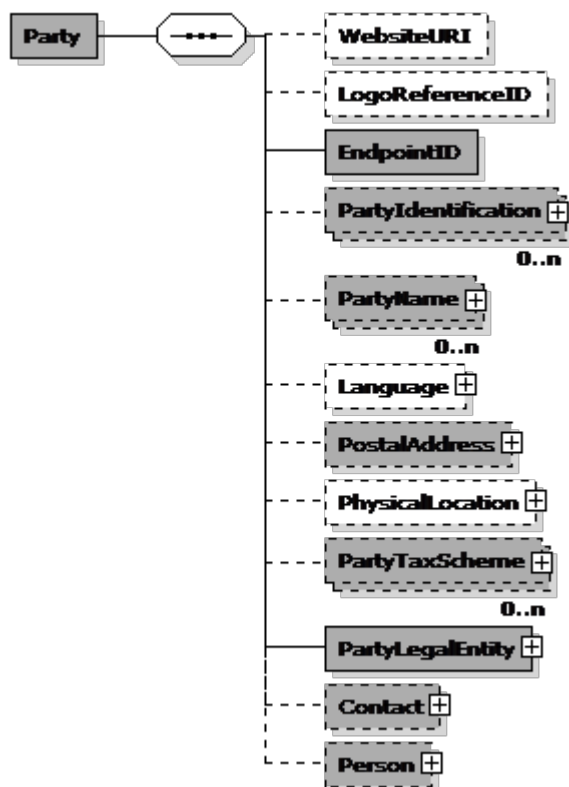 Party
WebsiteURI
LogoReferenceID
EndpointID
PartyIdentification
0..n
PartyName
0..n
Language
PostalAddress
PhysicalLocation
PartyTaxScheme
0..n
PartyLegalEntity
Contact
Person